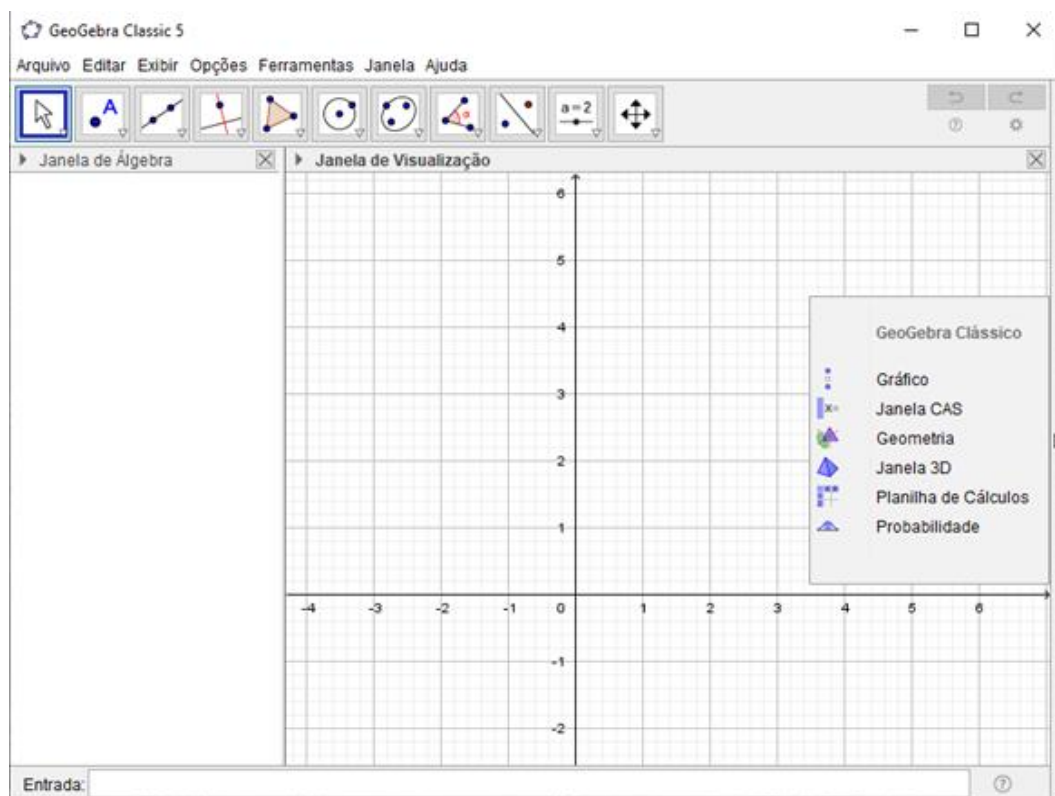 GeoGebra Classic 5
Arquivo Editar Exibir Opções Ferramentas Janela Ajuda
A
a=2
Janela de Álgebra
Janela de Visualização
6
5
4
3
2
1
-4 -3 -2 -1 0 1 2 3 4 5 6
-1
-2
GeoGebra Clássico
Gráfico
x= Janela CAS
Geometria
Janela 3D
Planilha de Cálculos
Probabilidade
Entrada: